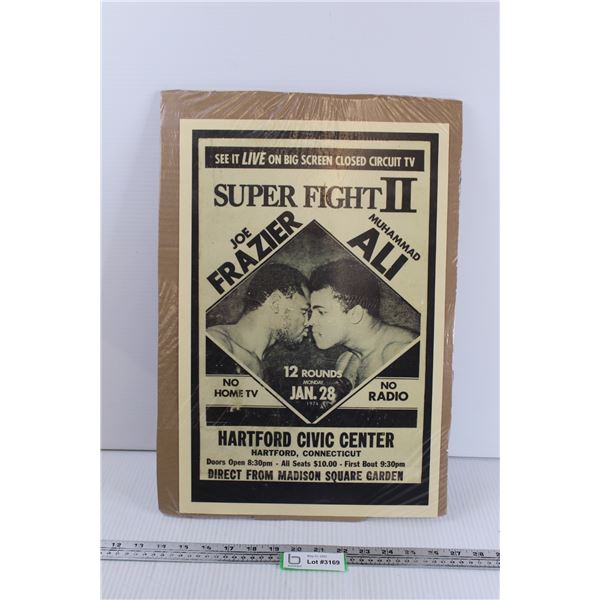 SEE IT LIVE ON BIG SCREEN CLOSED CIRCUIT TV
SUPER FIGHT II
JOE
FRAZIER
MUHAMMAD
ALI
12 ROUNDS
MONDAY
JAN. 28
1974
NO
HOME TV
NO
RADIO
HARTFORD CIVIC CENTER
HARTFORD, CONNECTICUT
Doors Open 8:30pm - All Seats $10.00 - First Bout 9:30pm
DIRECT FROM MADISON SQUARE GARDEN
Lot #3169